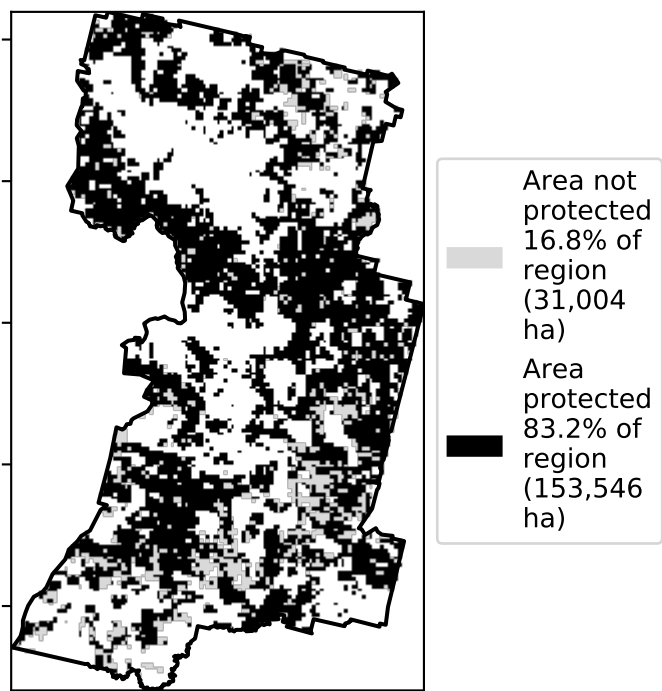 Area not
protected
16.8% of
region
(31,004
ha)
Area
protected
83.2% of
region
(153,546
ha)